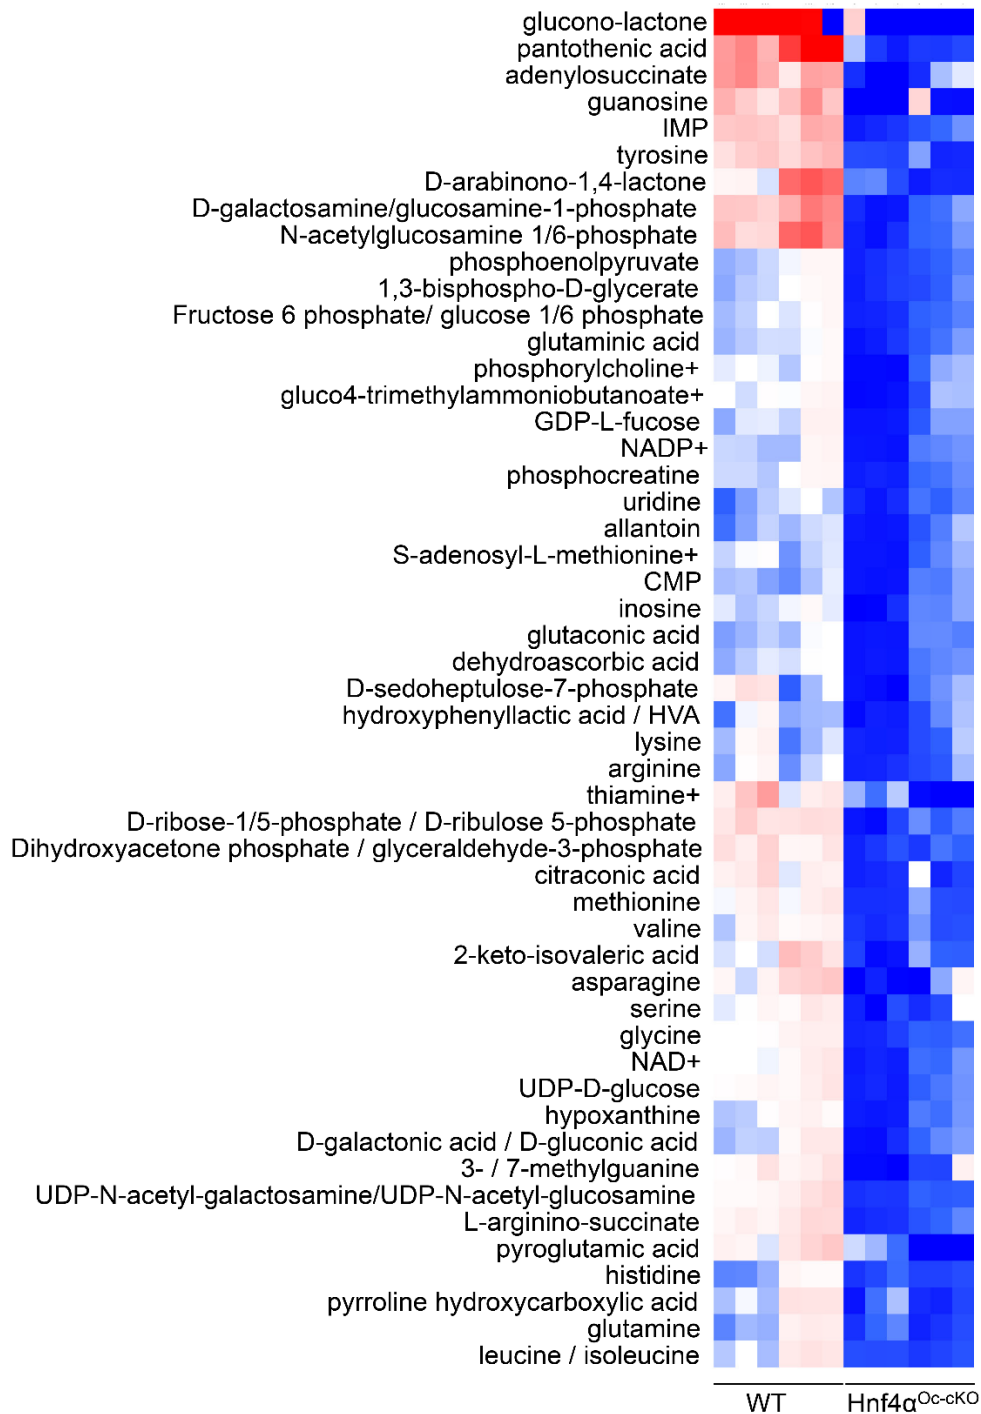 glucono-lactone
pantothenic acid
adenylosuccinate
guanosine
IMP
tyrosine
D-arabinono-1,4-lactone
D-galactosamine/glucosamine-1-phosphate
N-acetylglucosamine 1/6-phosphate
phosphoenolpyruvate
1,3-bisphospho-D-glycerate
Fructose 6 phosphate/ glucose 1/6 phosphate
glutaminic acid
phosphorylcholine+
gluco4-trimethylammoniobutanoate+
GDP-L-fucose
NADP+
phosphocreatine
uridine
allantoin
S-adenosyl-L-methionine+
CMP
inosine
glutaconic acid
dehydroascorbic acid
D-sedoheptulose-7-phosphate
hydroxyphenyllactic acid / HVA
lysine
arginine
thiamine+
D-ribose-1/5-phosphate / D-ribulose 5-phosphate
Dihydroxyacetone phosphate / glyceraldehyde-3-phosphate
citraconic acid
methionine
valine
2-keto-isovaleric acid
asparagine
serine
glycine
NAD+
UDP-D-glucose
hypoxanthine
D-galactonic acid / D-gluconic acid
3- / 7-methylguanine
UDP-N-acetyl-galactosamine/UDP-N-acetyl-glucosamine
L-arginino-succinate
pyroglutamic acid
histidine
pyrroline hydroxycarboxylic acid
glutamine
leucine / isoleucine
WT Hnf4α^Oc-cKO